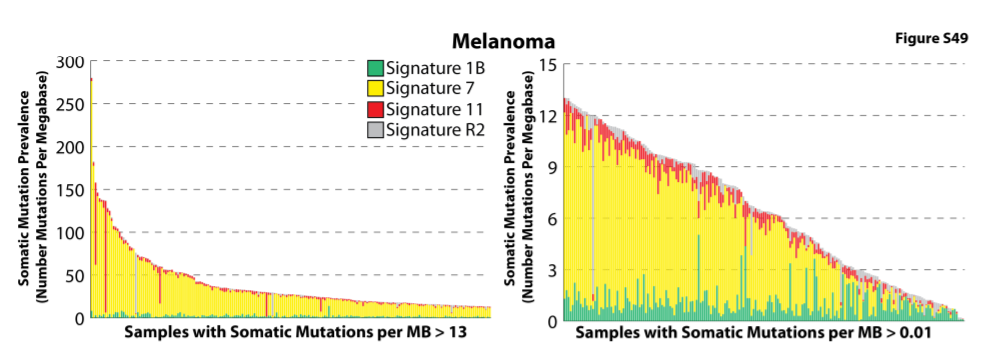 Melanoma
Figure S49
Somatic Mutation Prevalence
(Number Mutations Per Megabase)
300
250
200
150
100
50
0
Signature 1B
Signature 7
Signature 11
Signature R2
Samples with Somatic Mutations per MB > 13
Somatic Mutation Prevalence
(Number Mutations Per Megabase)
15
12
9
6
3
0
Samples with Somatic Mutations per MB > 0.01